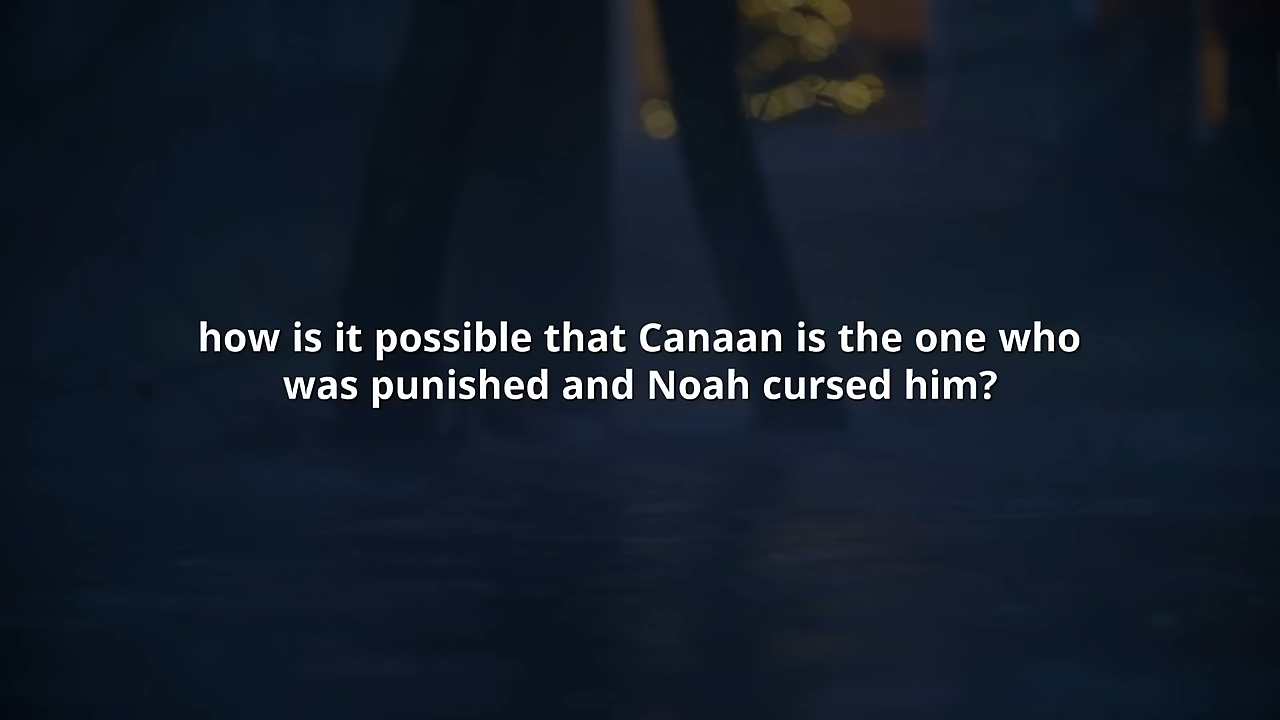 how is it possible that Canaan is the one who
was punished and Noah cursed him?